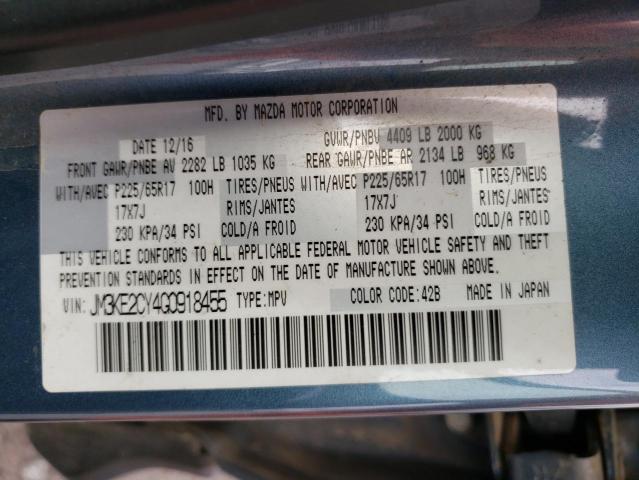 MFD. BY MAZDA MOTOR CORPORATION
DATE 12/16 GVWR/PNBV 4409 LB 2000 KG
FRONT GAWR/PNBE AV 2282 LB 1035 KG REAR GAWR/PNBE AR 2134 LB 968 KG
WITH/AVEC P225/65R17 100H TIRES/PNEUS WITH/AVEC P225/65R17 100H TIRES/PNEUS
17X7J RIMS/JANTES 17X7J RIMS/JANTES
230 KPA/34 PSI COLD/A FROID 230 KPA/34 PSI COLD/A FROID
THIS VEHICLE CONFORMS TO ALL APPLICABLE FEDERAL MOTOR VEHICLE SAFETY AND THEFT
PREVENTION STANDARDS IN EFFECT ON THE DATE OF MANUFACTURE SHOWN ABOVE.
VIN: JM3KE2CY4G0918455 TYPE:MPV COLOR CODE:42B MADE IN JAPAN